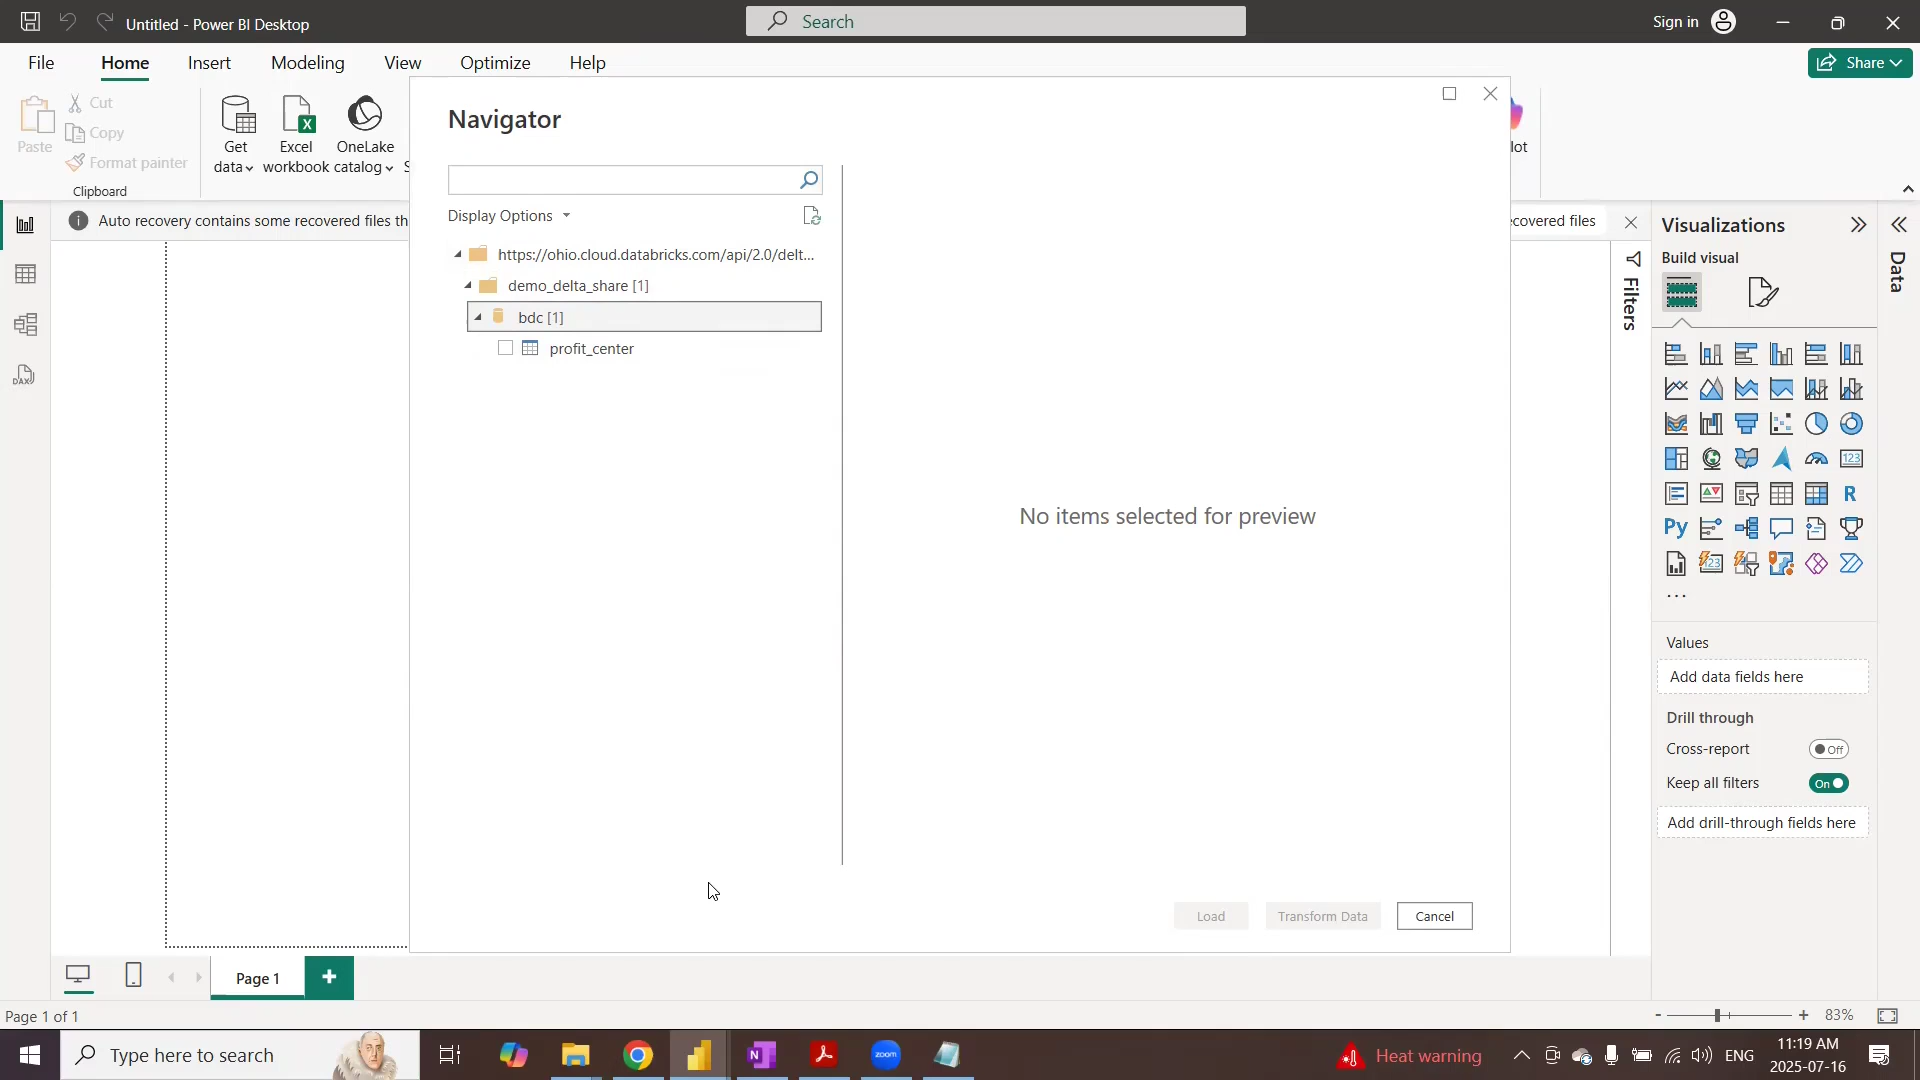 Untitled - Power BI Desktop
Search
Sign in
File
Home
Insert
Modeling
View
Optimize
Help
Share
Paste
Cut
Copy
Format painter
Clipboard
Get
data
Excel
workbook
OneLake
catalog
S
lot
Auto recovery contains some recovered files th
ecovered files
Navigator
Display Options
https://ohio.cloud.databricks.com/api/2.0/delt...
demo_delta_share [1]
bdc [1]
profit_center
No items selected for preview
Load
Transform Data
Cancel
DAX
Filters
Visualizations
Build visual
123
R
Py
123
...
Values
Add data fields here
Drill through
Cross-report
Off
Keep all filters
On
Add drill-through fields here
Data
Page 1
+
Page 1 of 1
-
+
83%
Type here to search
zoom
Heat warning
ENG
11:19 AM
2025-07-16